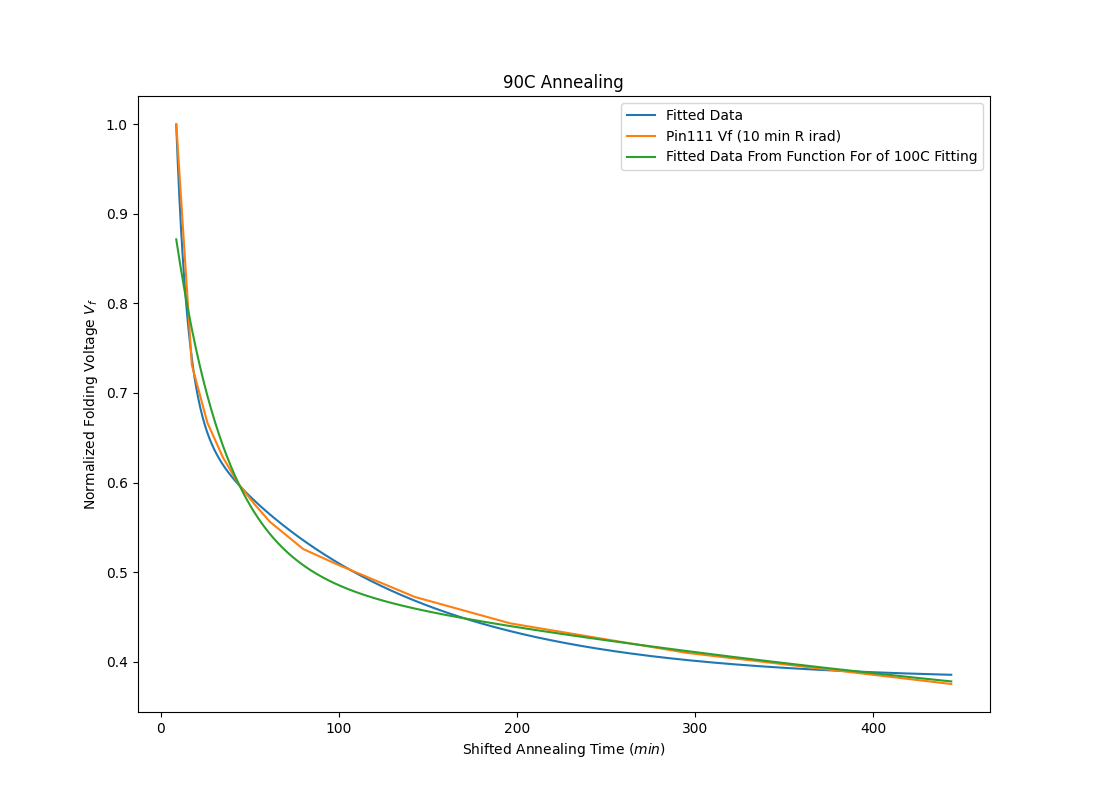 90C Annealing
Fitted Data
Pin111 Vf (10 min R irad)
Fitted Data From Function For of 100C Fitting
1.0
0.9
0.8
0.7
0.6
0.5
0.4
Normalized Folding Voltage V_f
0 100 200 300 400
Shifted Annealing Time (min)